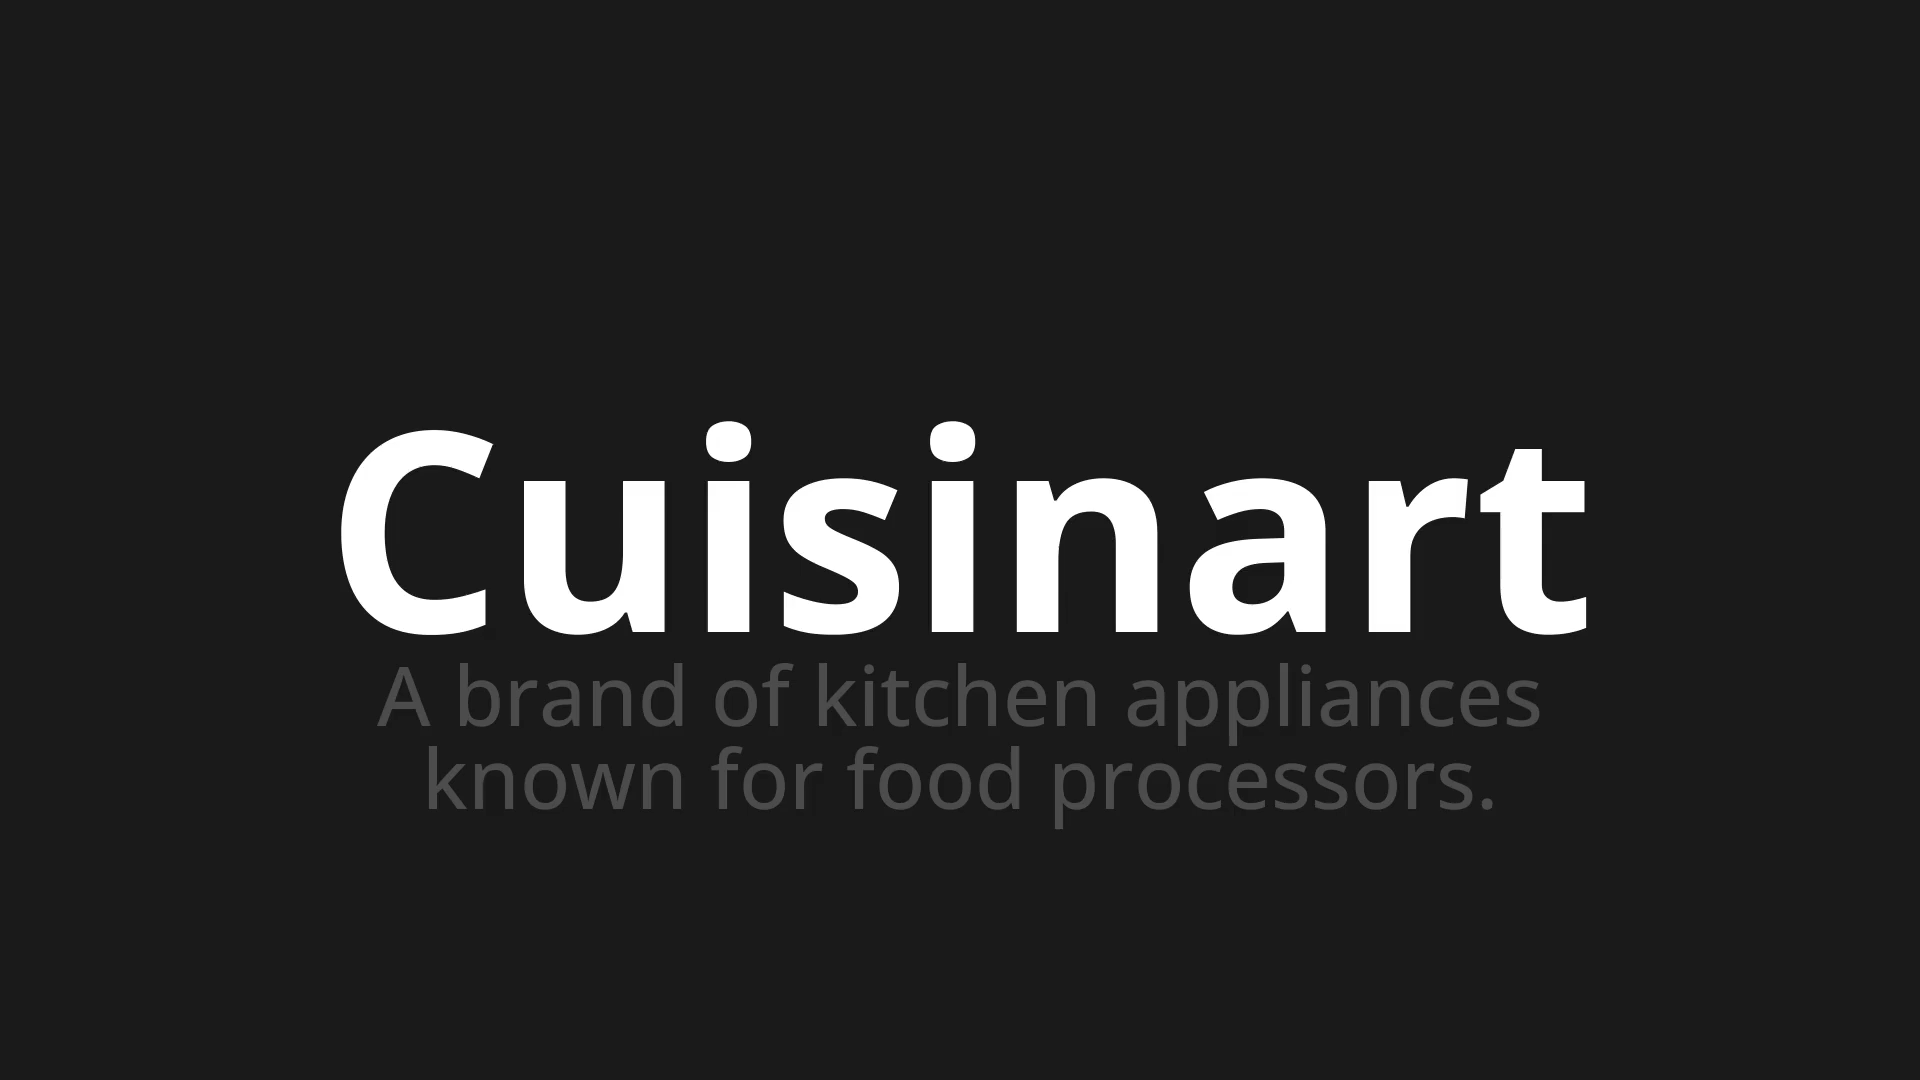 Cuisinart
A brand of kitchen appliances
known for food processors.